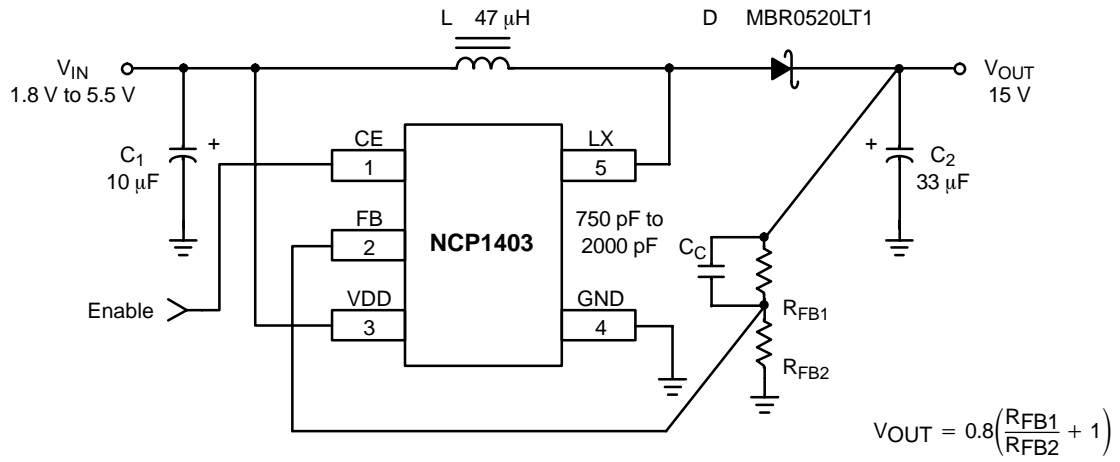 L 47 μH
D MBR0520LT1
VIN
1.8 V to 5.5 V
VOUT
15 V
C1
10 μF
+
CE
1
LX
5
+
C2
33 μF
FB
2
NCP1403
750 pF to
2000 pF
CC
Enable
VDD
3
GND
4
RFB1
RFB2
VOUT = 0.8(RFB1/RFB2 + 1)